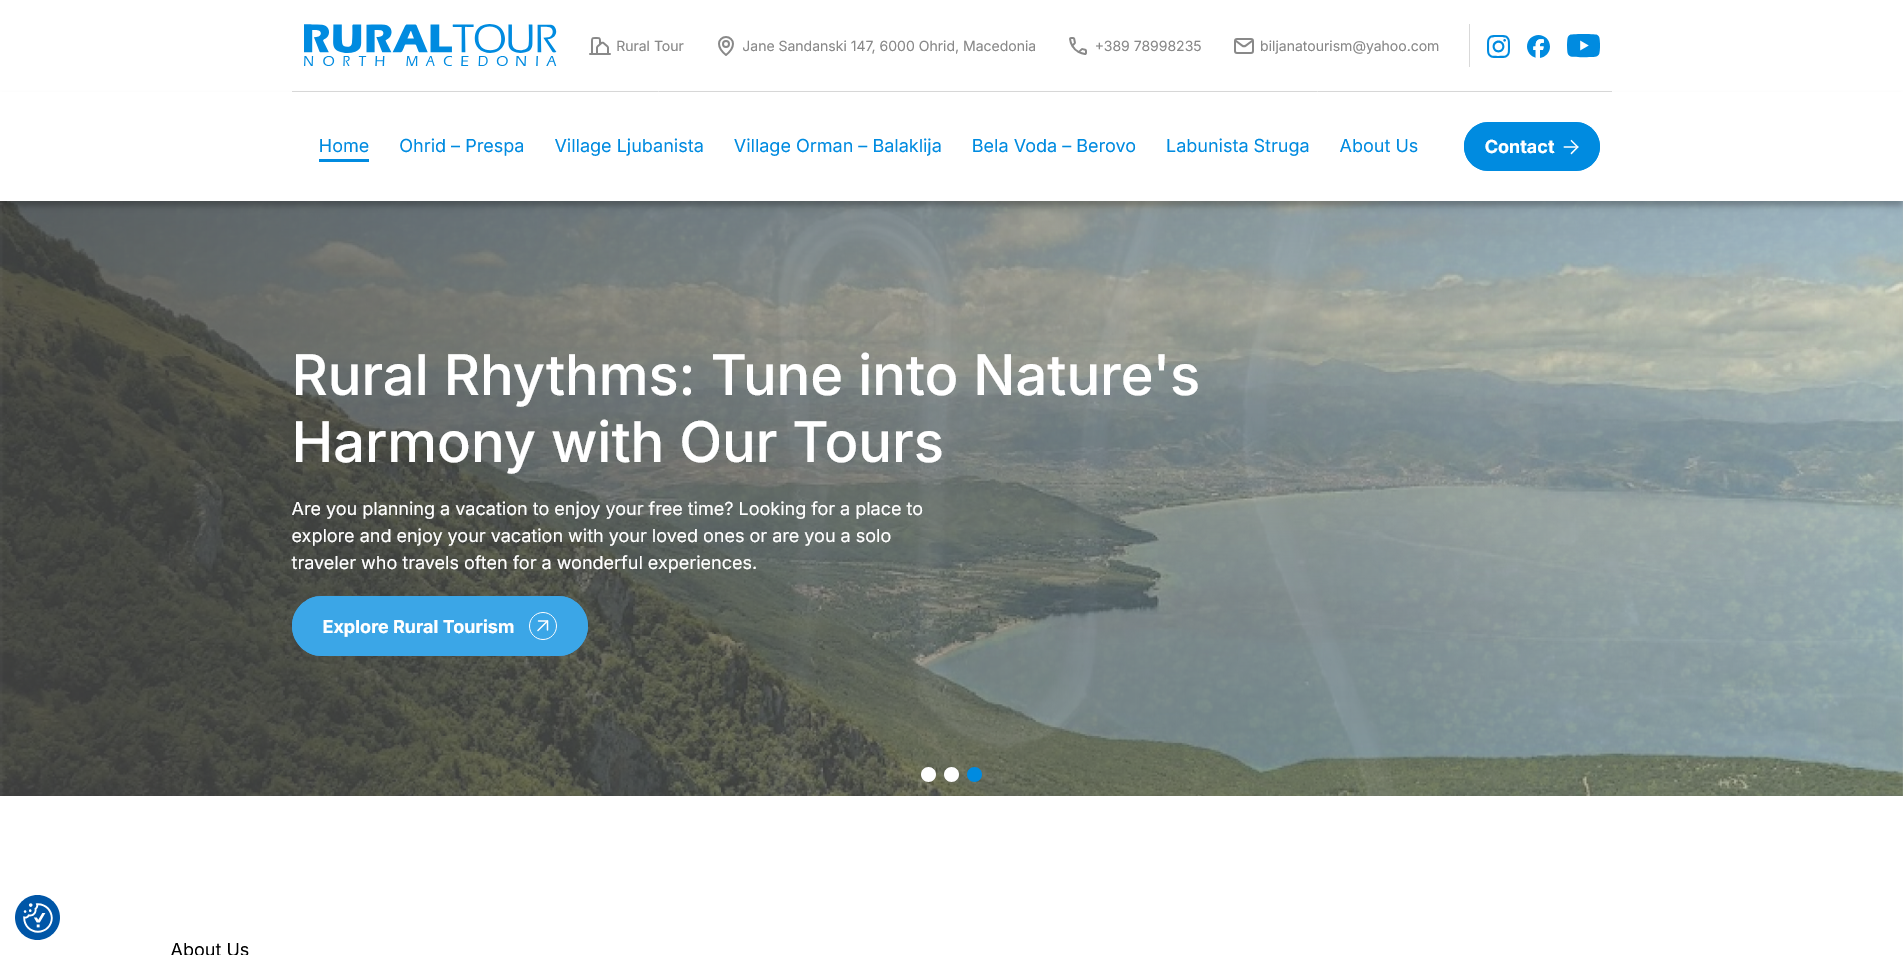 RURALTOUR
NORTH MACEDONIA
Rural Tour
Jane Sandanski 147, 6000 Ohrid, Macedonia
+389 78998235
biljanatourism@yahoo.com
Home
Ohrid – Prespa
Village Ljubanista
Village Orman – Balaklija
Bela Voda – Berovo
Labunista Struga
About Us
Contact
Rural Rhythms: Tune into Nature's
Harmony with Our Tours
Are you planning a vacation to enjoy your free time? Looking for a place to
explore and enjoy your vacation with your loved ones or are you a solo
traveler who travels often for a wonderful experiences.
Explore Rural Tourism
About Us